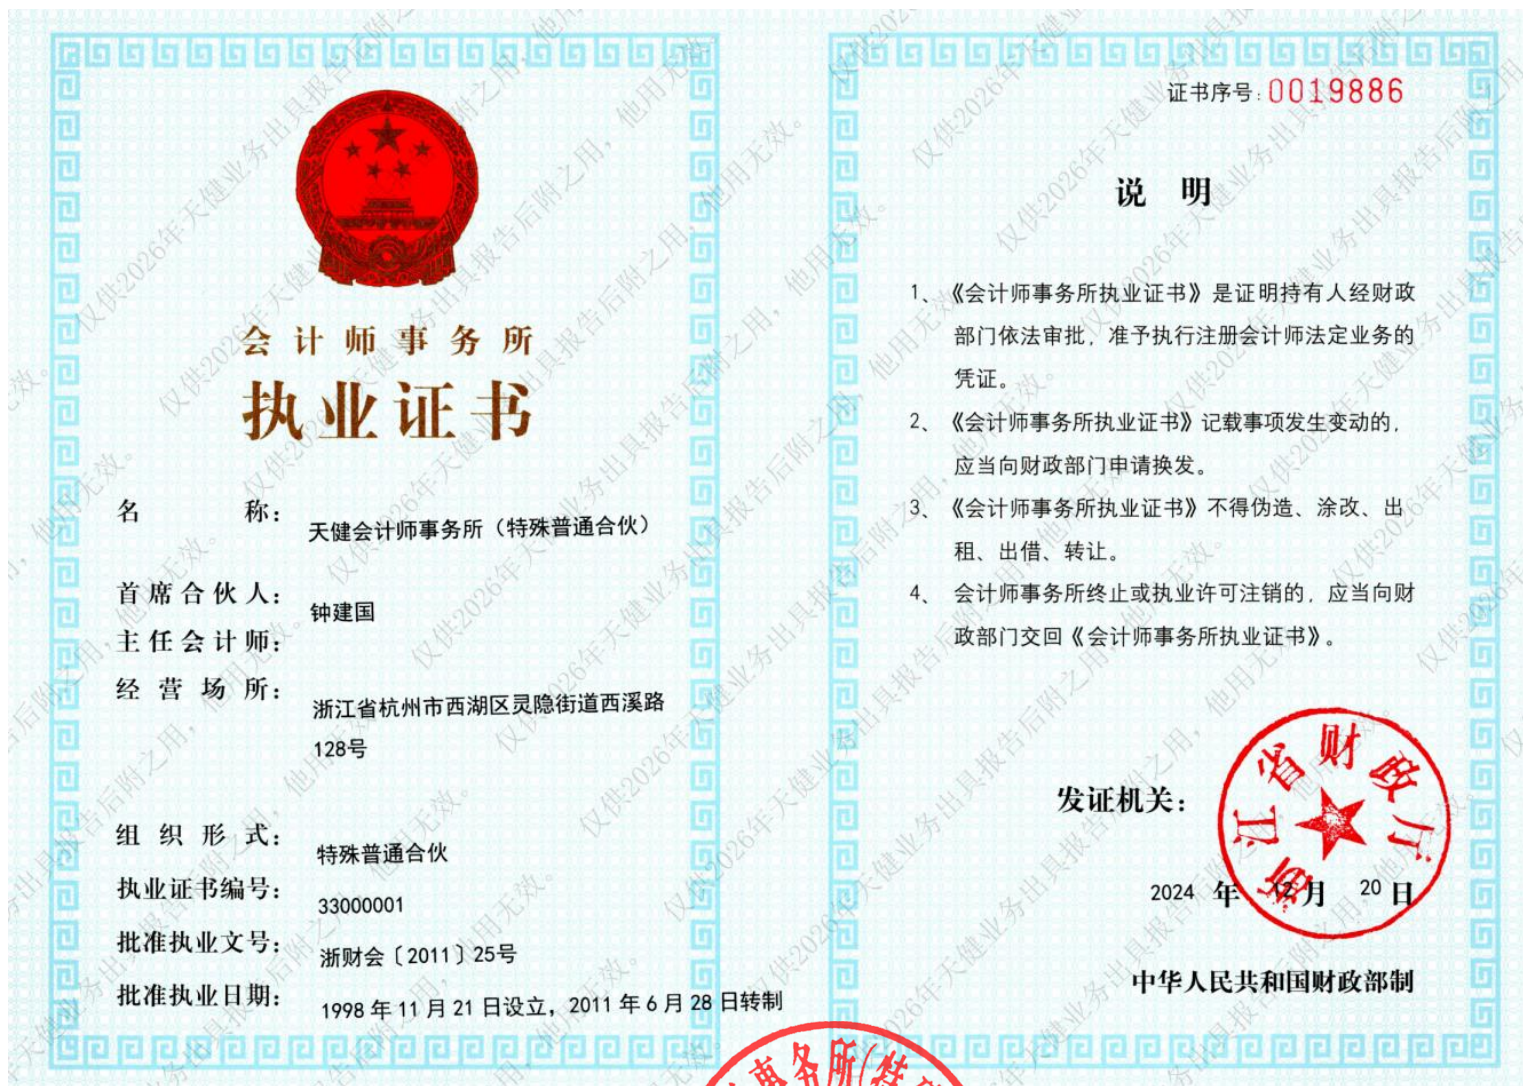 会计师事务所
执业证书
名称：
天健会计师事务所（特殊普通合伙）
首席合伙人：
钟建国
主任会计师：
经营场所：
浙江省杭州市西湖区灵隐街道西溪路
128号
组织形式：
特殊普通合伙
执业证书编号：
33000001
批准执业文号：
浙财会〔2011〕25号
批准执业日期：
1998年11月21日设立，2011年6月28日转制
证书序号：0019886
说明
1、《会计师事务所执业证书》是证明持有人经财政
部门依法审批，准予执行注册会计师法定业务的
凭证。
2、《会计师事务所执业证书》记载事项发生变动的，
应当向财政部门申请换发。
3、《会计师事务所执业证书》不得伪造、涂改、出
租、出借、转让。
4、会计师事务所终止或执业许可注销的，应当向财
政部门交回《会计师事务所执业证书》。
发证机关：
浙江省财政厅
2024年12月20日
中华人民共和国财政部制
事务所(特
仅供2026年天健业务出具报告后附之用，他用无效。